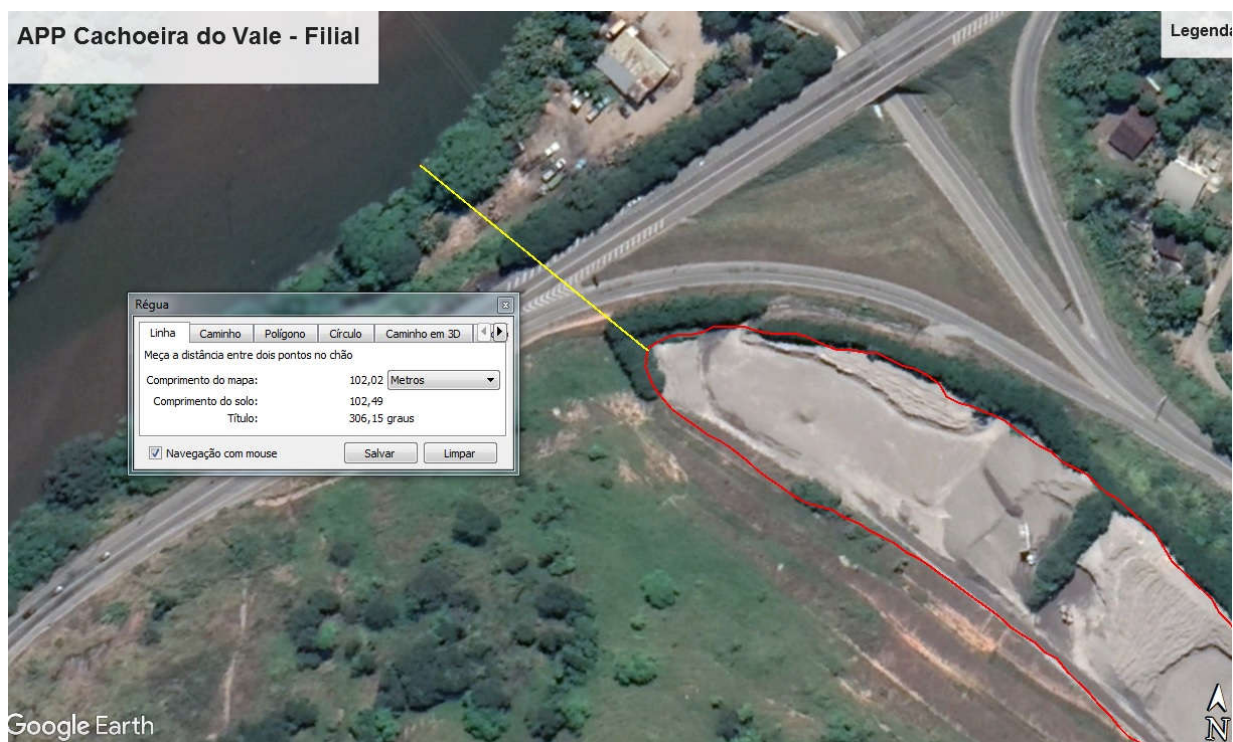 APP Cachoeira do Vale - Filial
Legenda
Régua
Linha Caminho Polígono Círculo Caminho em 3D
Meça a distância entre dois pontos no chão
Comprimento do mapa: 102,02 Metros
Comprimento do solo: 102,49
Título: 306,15 graus
Navegação com mouse Salvar Limpar
Google Earth
N